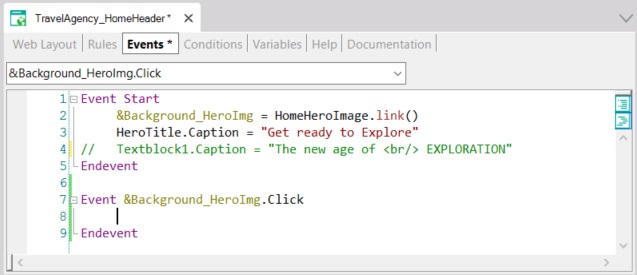 TravelAgency_HomeHeader * X
Web Layout | Rules | Events * | Conditions | Variables | Help | Documentation |
&Background_HeroImg.Click
1 Event Start
2 &Background_HeroImg = HomeHeroImage.link()
3 HeroTitle.Caption = "Get ready to Explore"
4 // Textblock1.Caption = "The new age of <br/> EXPLORATION"
5 Endevent
6
7 Event &Background_HeroImg.Click
8
9 Endevent